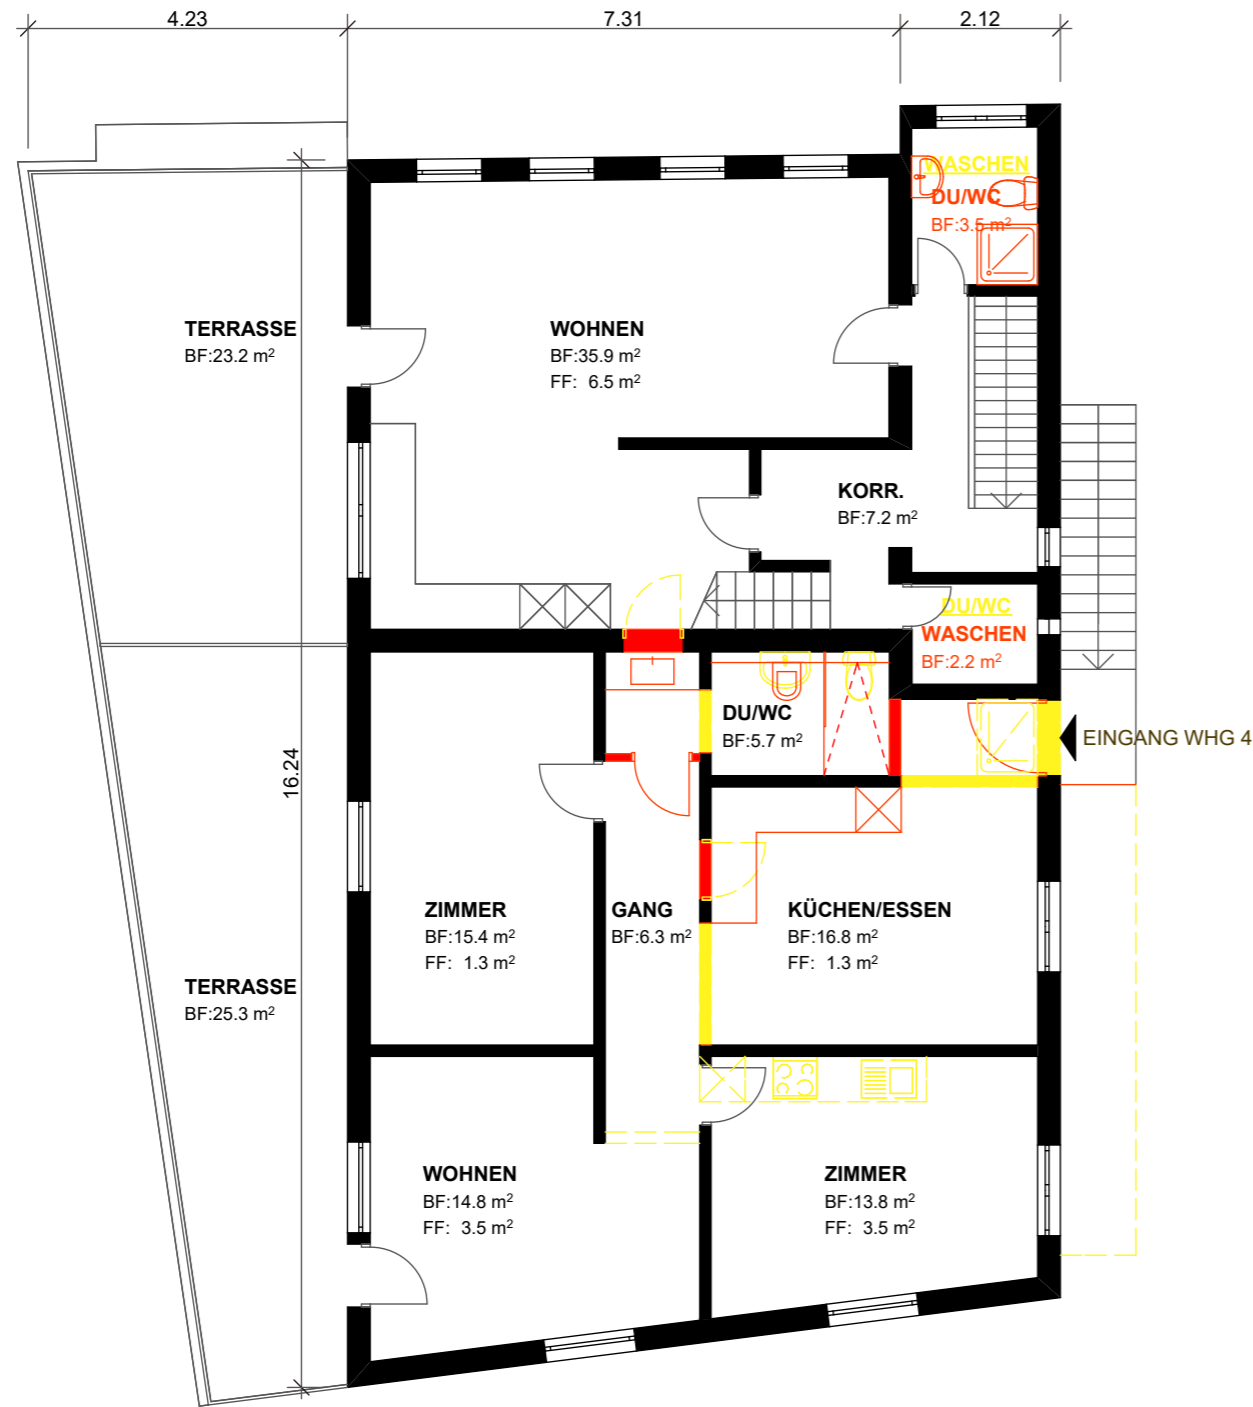 4.23
7.31
2.12
WASCHEN
DU/WC
BF:3.5 m²
TERRASSE
BF:23.2 m²
WOHNEN
BF:35.9 m²
FF: 6.5 m²
KORR.
BF:7.2 m²
DU/WC
WASCHEN
BF:2.2 m²
DU/WC
BF:5.7 m²
EINGANG WHG 4
16.24
ZIMMER
BF:15.4 m²
FF: 1.3 m²
GANG
BF:6.3 m²
KÜCHEN/ESSEN
BF:16.8 m²
FF: 1.3 m²
TERRASSE
BF:25.3 m²
WOHNEN
BF:14.8 m²
FF: 3.5 m²
ZIMMER
BF:13.8 m²
FF: 3.5 m²